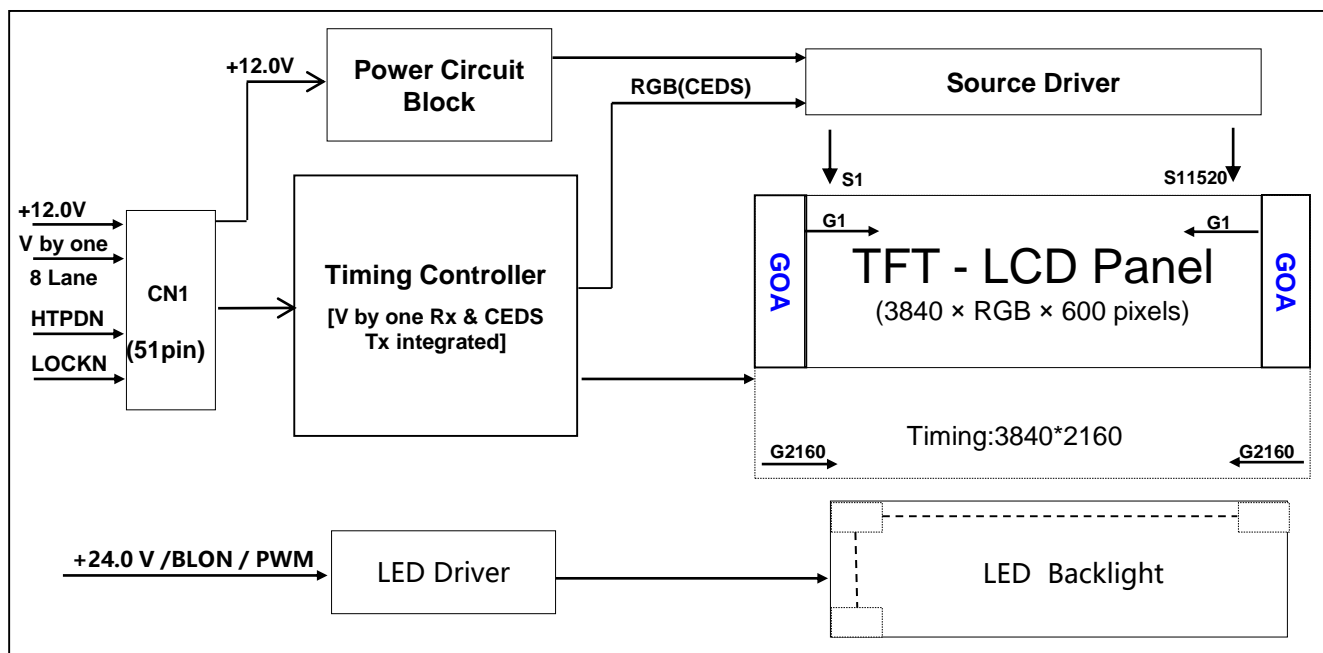 +12.0V
Power Circuit
Block
RGB(CEDS)
Source Driver
S1
S11520
+12.0V
V by one
8 Lane
HTPDN
LOCKN
CN1
(51pin)
Timing Controller
[V by one Rx & CEDS
Tx integrated]
GOA
G1
G1
TFT - LCD Panel
(3840 × RGB × 600 pixels)
GOA
Timing:3840*2160
G2160
G2160
+24.0 V /BLON / PWM
LED Driver
LED Backlight